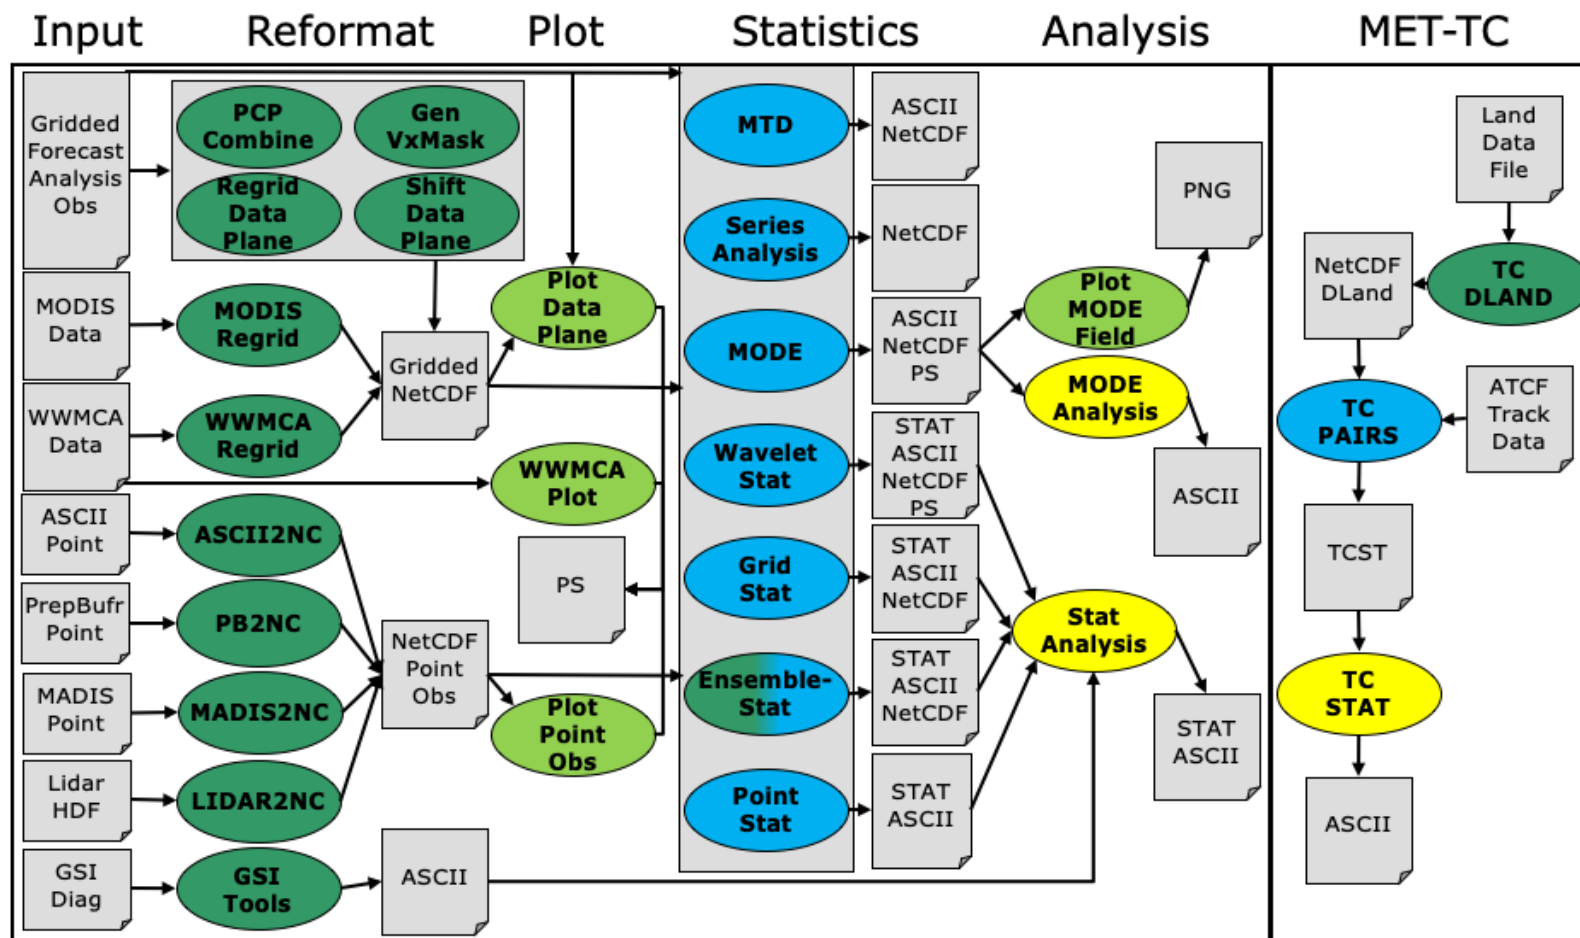 Input
Reformat
Plot
Statistics
Analysis
MET-TC
Gridded
Forecast
Analysis
Obs
PCP
Combine
Gen
VxMask
Regrid
Data
Plane
Shift
Data
Plane
MODIS
Data
MODIS
Regrid
WWMCA
Data
WWMCA
Regrid
Gridded
NetCDF
Plot
Data
Plane
WWMCA
Plot
ASCII
Point
ASCII2NC
PrepBufr
Point
PB2NC
MADIS
Point
MADIS2NC
Lidar
HDF
LIDAR2NC
GSI
Diag
GSI
Tools
NetCDF
Point
Obs
ASCII
PS
Plot
Point
Obs
MTD
ASCII
NetCDF
Series
Analysis
NetCDF
MODE
ASCII
NetCDF
PS
Wavelet
Stat
STAT
ASCII
NetCDF
PS
Grid
Stat
STAT
ASCII
NetCDF
Ensemble-
Stat
STAT
ASCII
NetCDF
Point
Stat
STAT
ASCII
PNG
Plot
MODE
Field
MODE
Analysis
ASCII
Stat
Analysis
STAT
ASCII
Land
Data
File
NetCDF
DLand
TC
DLAND
TC
PAIRS
ATCF
Track
Data
TCST
TC
STAT
ASCII